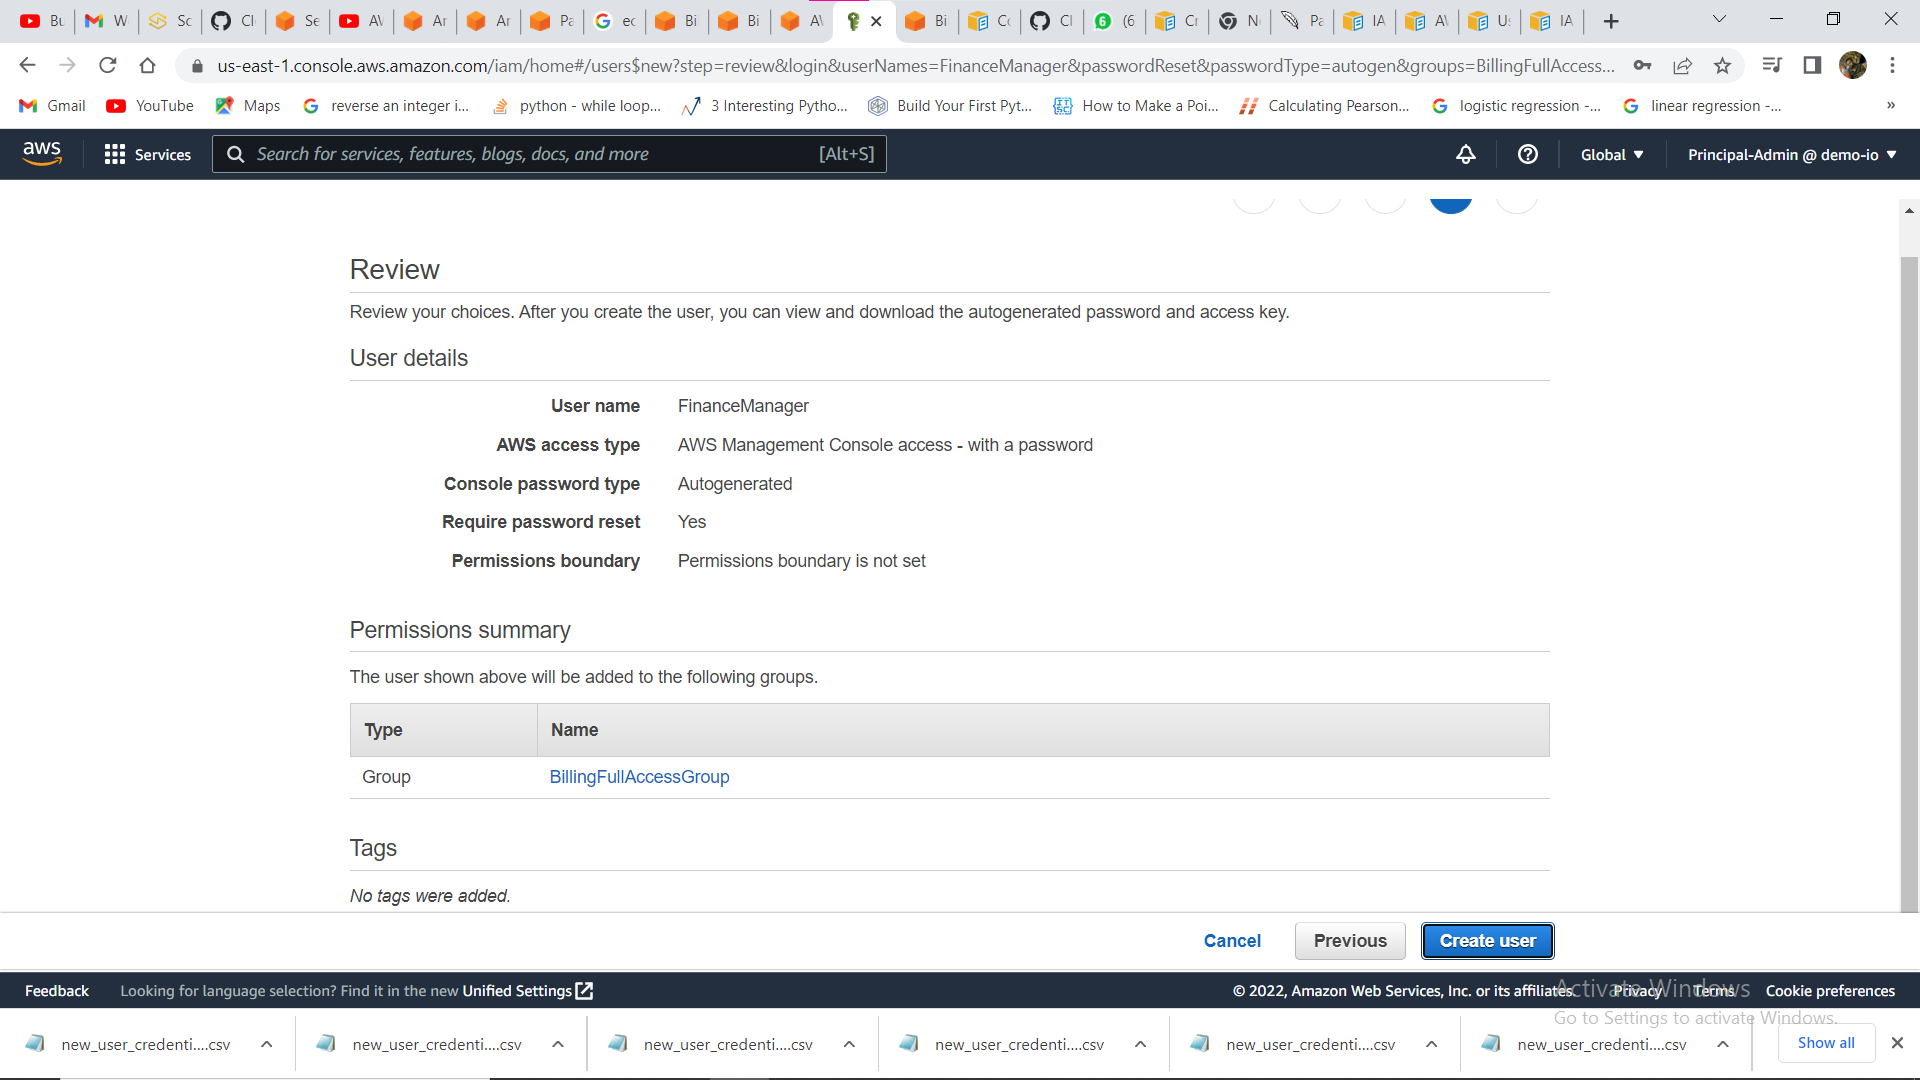 Bu
W
Sc
Cl
Se
AV
Ar
Ar
Pa
ec
Bi
Bi
AV
Bi
Cc
Cl
(6
Cr
N
Pa
IA
AV
Us
IA
us-east-1.console.aws.amazon.com/iam/home#/users$new?step=review&login&userNames=FinanceManager&passwordReset&passwordType=autogen&groups=BillingFullAccess...
Gmail
YouTube
Maps
reverse an integer i...
python - while loop...
3 Interesting Pytho...
Build Your First Pyt...
How to Make a Poi...
Calculating Pearson...
logistic regression -...
linear regression -...
»
aws
Services
Search for services, features, blogs, docs, and more
[Alt+S]
Global
Principal-Admin @ demo-io
Review
Review your choices. After you create the user, you can view and download the autogenerated password and access key.
User details
User name FinanceManager
AWS access type AWS Management Console access - with a password
Console password type Autogenerated
Require password reset Yes
Permissions boundary Permissions boundary is not set
Permissions summary
The user shown above will be added to the following groups.
Type Name
Group BillingFullAccessGroup
Tags
No tags were added.
Cancel
Previous
Create user
Feedback
Looking for language selection? Find it in the new Unified Settings
© 2022, Amazon Web Services, Inc. or its affiliates.
Privacy
Terms
Cookie preferences
Activate Windows
Go to Settings to activate Windows.
new_user_credenti....csv
new_user_credenti....csv
new_user_credenti....csv
new_user_credenti....csv
new_user_credenti....csv
new_user_credenti....csv
Show all